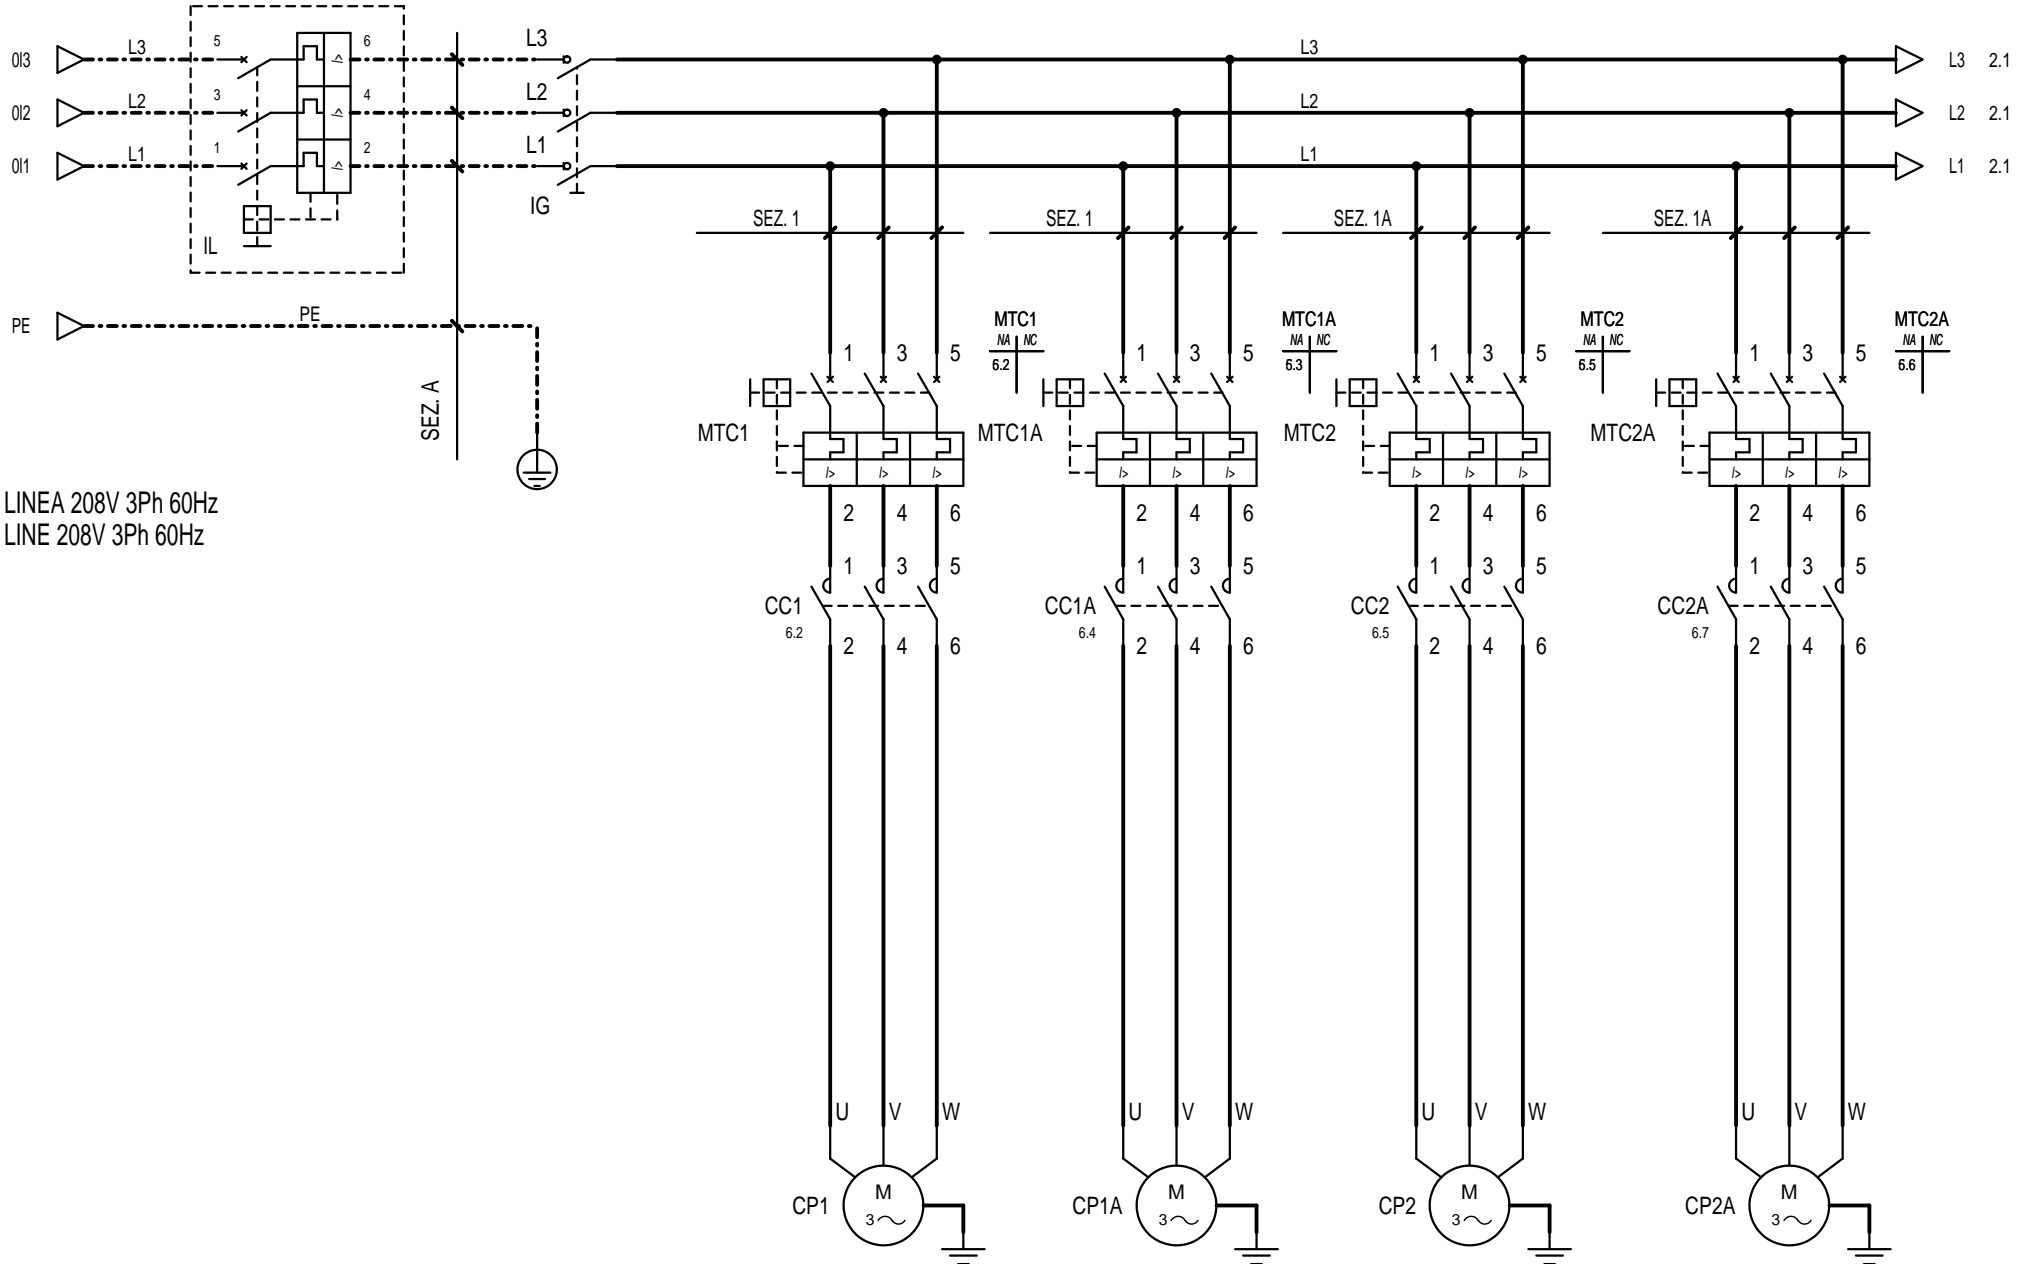 0l3 L3 5 6 L3 L3 L3 2.1
0l2 L2 3 4 L2 L2 L2 2.1
0l1 L1 1 2 L1 L1 L1 2.1
IL IG
SEZ. 1 SEZ. 1 SEZ. 1A SEZ. 1A
PE PE
SEZ. A
MTC1 MTC1A MTC2 MTC2A
NA NC NA NC NA NC NA NC
6.2 6.3 6.5 6.6
1 3 5 1 3 5 1 3 5 1 3 5
MTC1 MTC1A MTC2 MTC2A
I> I> I> I> I> I> I> I> I> I> I> I>
I>
I>
I>
2 4 6 2 4 6 2 4 6 2 4 6
LINEA 208V 3Ph 60Hz
LINE 208V 3Ph 60Hz
1 3 5 1 3 5 1 3 5 1 3 5
CC1 CC1A CC2 CC2A
6.2 6.4 6.5 6.7
2 4 6 2 4 6 2 4 6 2 4 6
U V W U V W U V W U V W
CP1 CP1A CP2 CP2A
M M M M
3 3 3 3